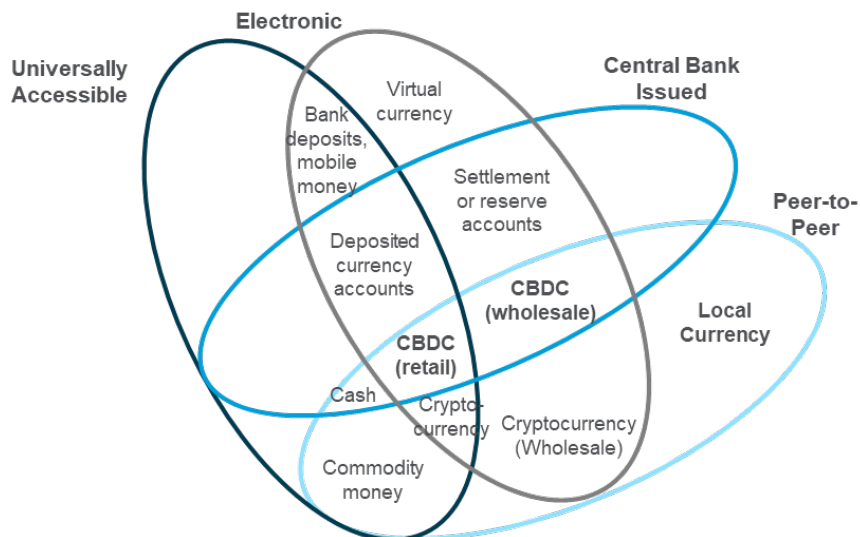 Electronic
Universally
Accessible
Central Bank
Issued
Virtual
currency
Bank
deposits,
mobile
money
Settlement
or reserve
accounts
Peer-to-
Peer
Deposited
currency
accounts
CBDC
(wholesale)
Local
Currency
CBDC
(retail)
Cash
Crypto-
currency
Cryptocurrency
(Wholesale)
Commodity
money